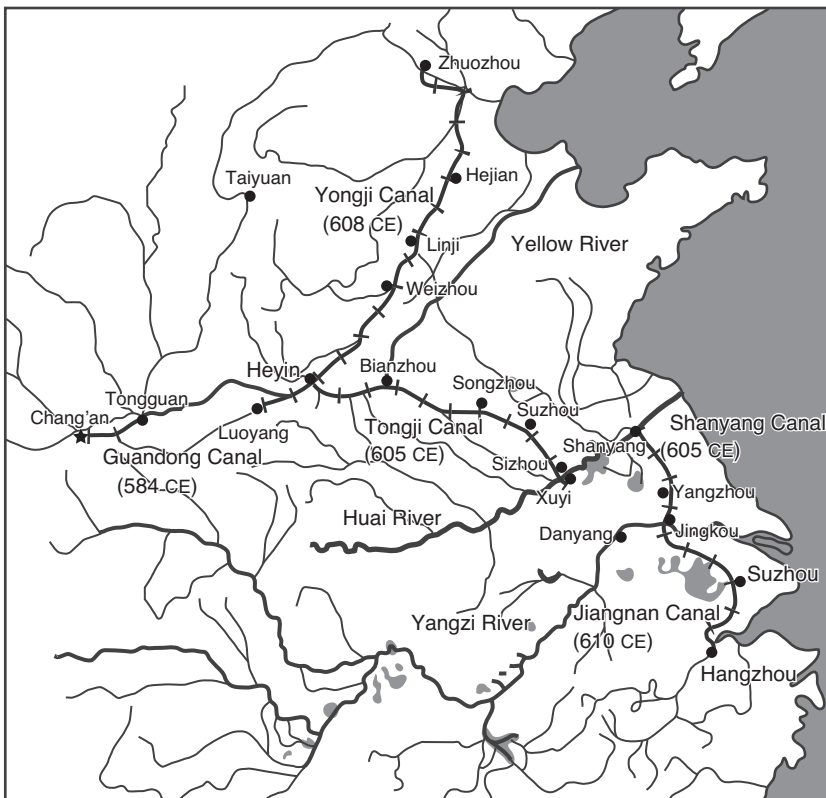 Zhuozhou
Taiyuan
Hejian
Yongji Canal
(608 CE)
Linji
Yellow River
Weizhou
Heyin
Bianzhou
Tongguan
Songzhou
Chang'an
Suzhou
Luoyang
Tongji Canal
(605 CE)
Shanyang
Shanyang Canal
(605 CE)
Guandong Canal
(584 CE)
Sizhou
Xuyi
Yangzhou
Huai River
Danyang
Jingkou
Suzhou
Yangzi River
Jiangnan Canal
(610 CE)
Hangzhou